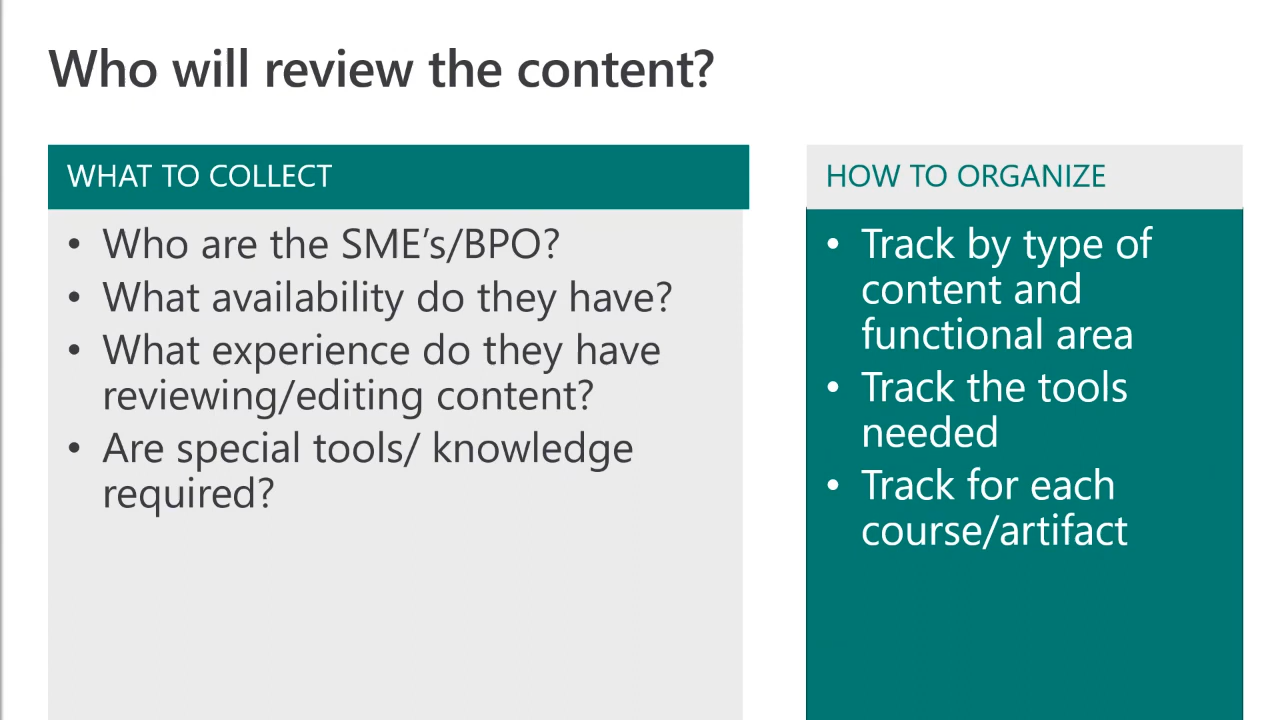 Who will review the content?
WHAT TO COLLECT
• Who are the SME’s/BPO?
• What availability do they have?
• What experience do they have
reviewing/editing content?
• Are special tools/ knowledge
required?
HOW TO ORGANIZE
• Track by type of
content and
functional area
• Track the tools
needed
• Track for each
course/artifact